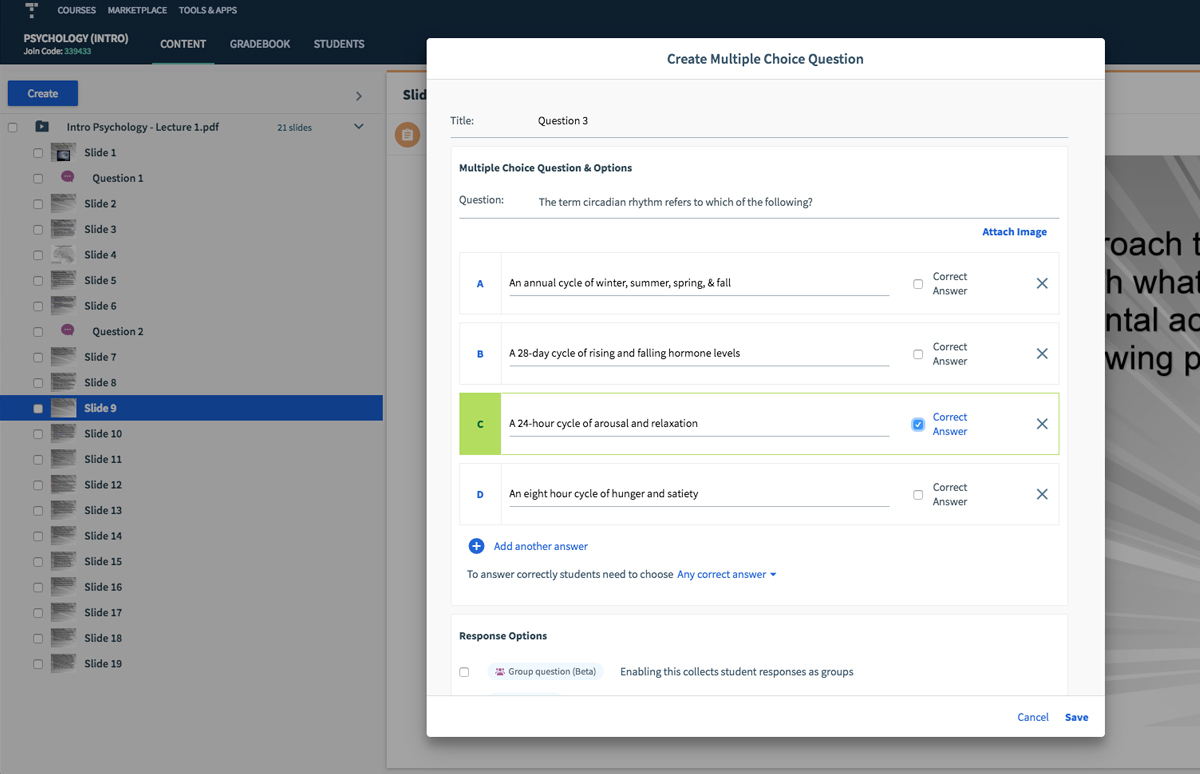 COURSES MARKETPLACE TOOLS & APPS
PSYCHOLOGY (INTRO)
Join Code: 339433
CONTENT GRADEBOOK STUDENTS
Create
Intro Psychology - Lecture 1.pdf 21 slides
Slide 1
Question 1
Slide 2
Slide 3
Slide 4
Slide 5
Slide 6
Question 2
Slide 7
Slide 8
Slide 9
Slide 10
Slide 11
Slide 12
Slide 13
Slide 14
Slide 15
Slide 16
Slide 17
Slide 18
Slide 19
Slid
Create Multiple Choice Question
Title: Question 3
Multiple Choice Question & Options
Question: The term circadian rhythm refers to which of the following?
Attach Image
A An annual cycle of winter, summer, spring, & fall Correct Answer
B A 28-day cycle of rising and falling hormone levels Correct Answer
C A 24-hour cycle of arousal and relaxation Correct Answer
D An eight hour cycle of hunger and satiety Correct Answer
Add another answer
To answer correctly students need to choose Any correct answer
Response Options
Group question (Beta) Enabling this collects student responses as groups
Cancel Save
roach t
h what
ntal ac
wing p